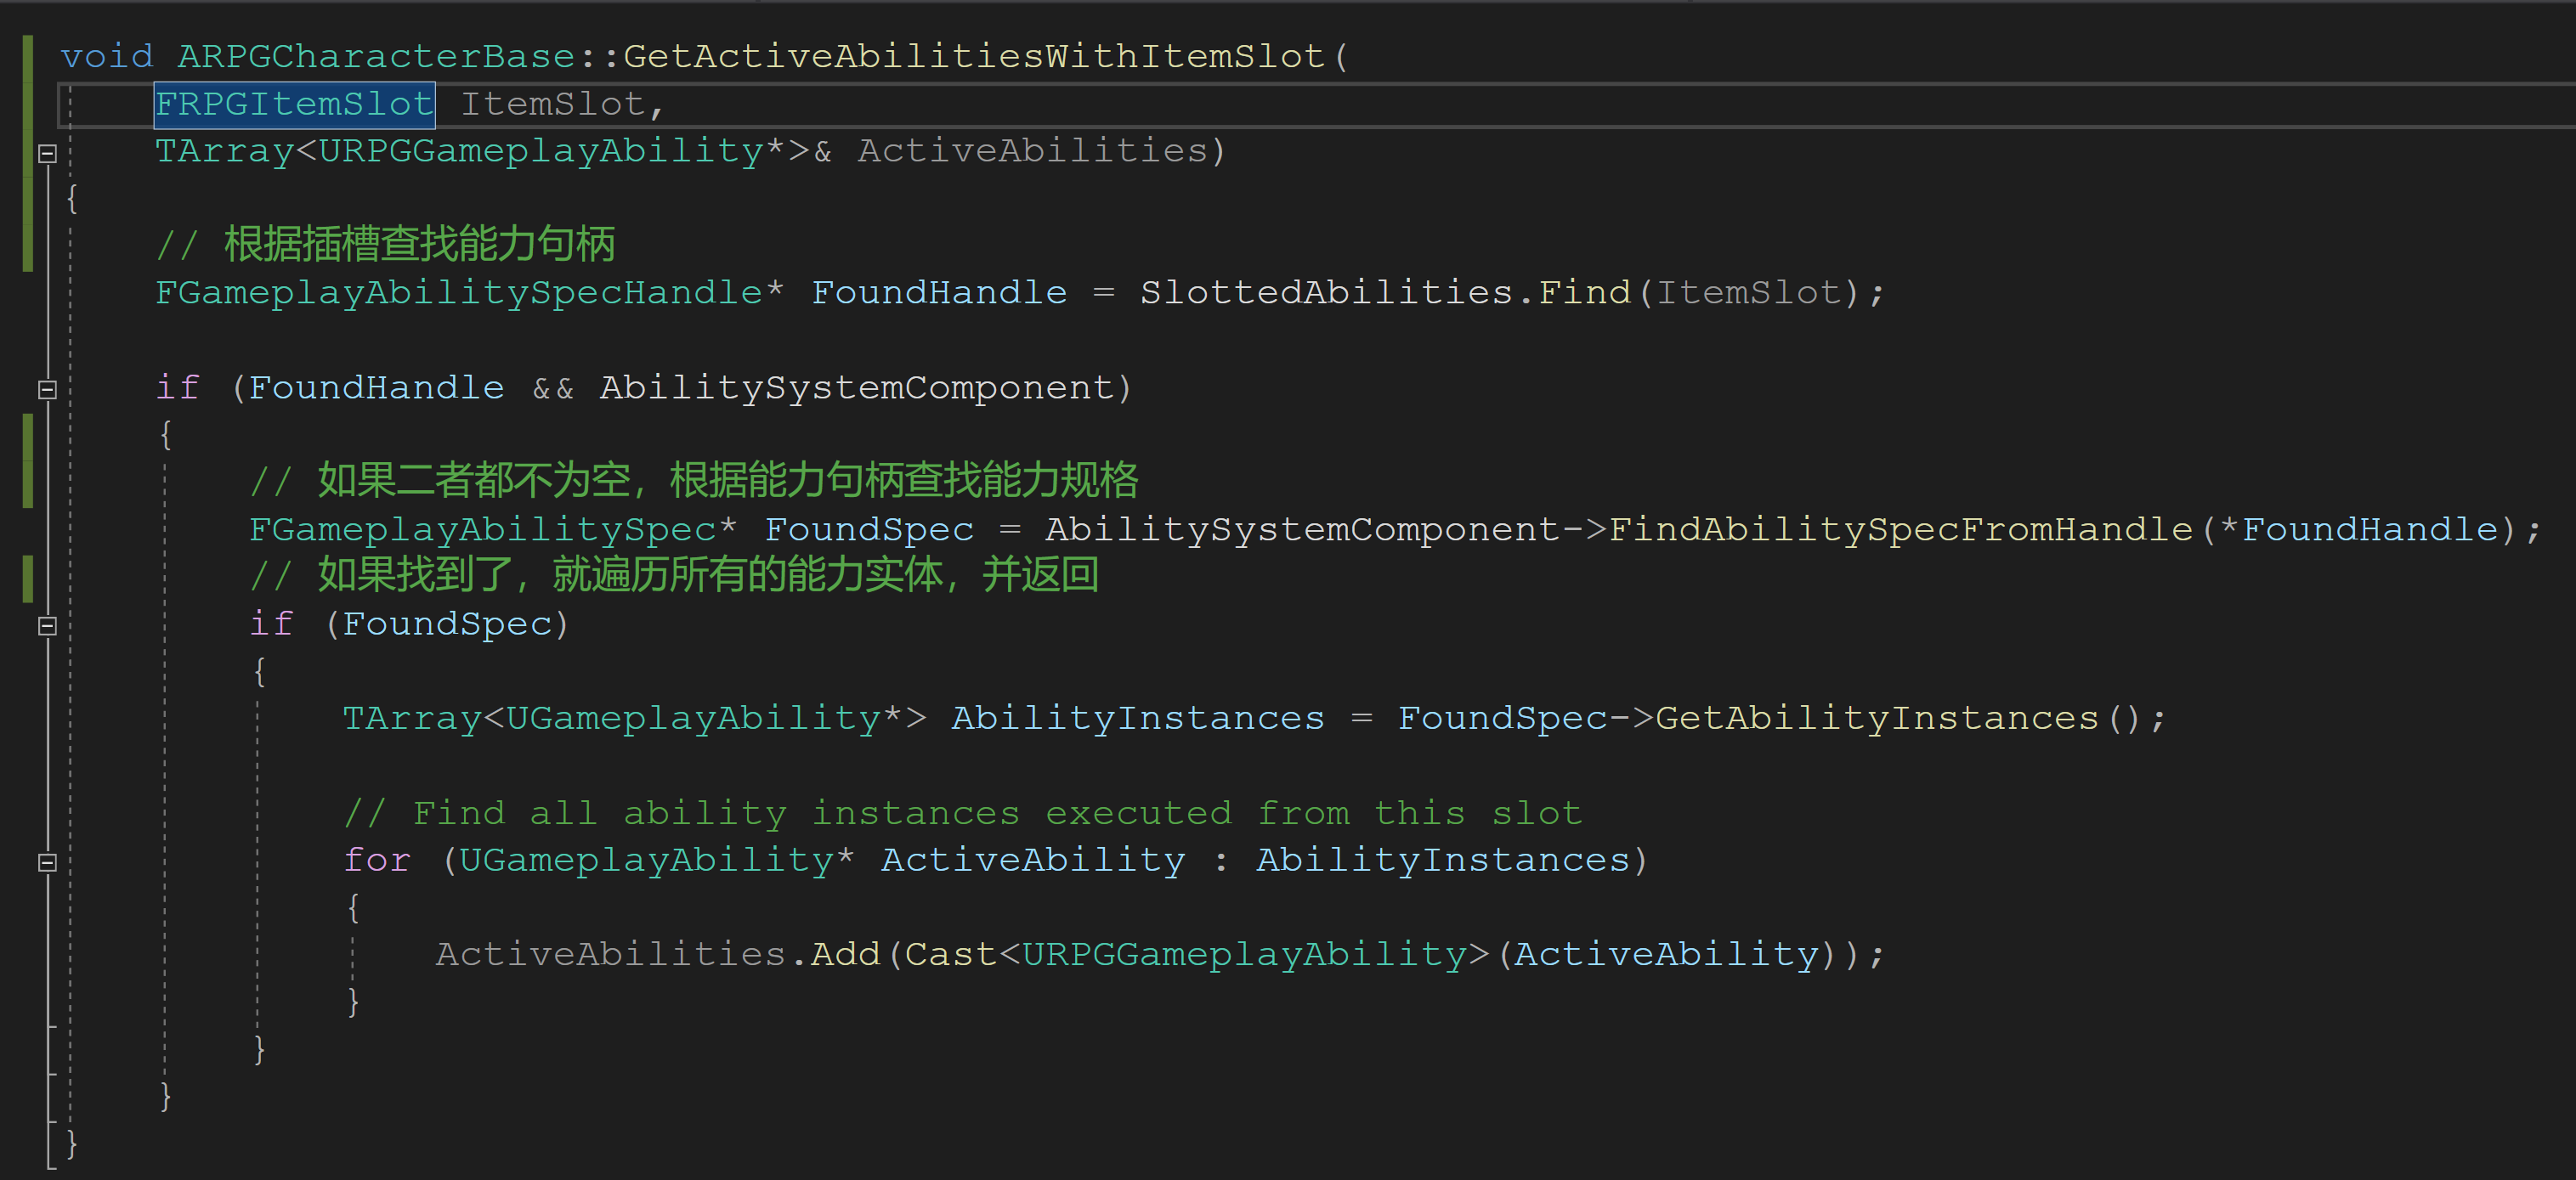 void ARPGCharacterBase::GetActiveAbilitiesWithItemSlot(
FRPGItemSlot ItemSlot,
TArray<URPGGameplayAbility*>& ActiveAbilities)
{
// 根据插槽查找能力句柄
FGameplayAbilitySpecHandle* FoundHandle = SlottedAbilities.Find(ItemSlot);
if (FoundHandle && AbilitySystemComponent)
{
// 如果二者都不为空，根据能力句柄查找能力规格
FGameplayAbilitySpec* FoundSpec = AbilitySystemComponent->FindAbilitySpecFromHandle(*FoundHandle);
// 如果找到了，就遍历所有的能力实体，并返回
if (FoundSpec)
{
TArray<UGameplayAbility*> AbilityInstances = FoundSpec->GetAbilityInstances();
// Find all ability instances executed from this slot
for (UGameplayAbility* ActiveAbility : AbilityInstances)
{
ActiveAbilities.Add(Cast<URPGGameplayAbility>(ActiveAbility));
}
}
}
}